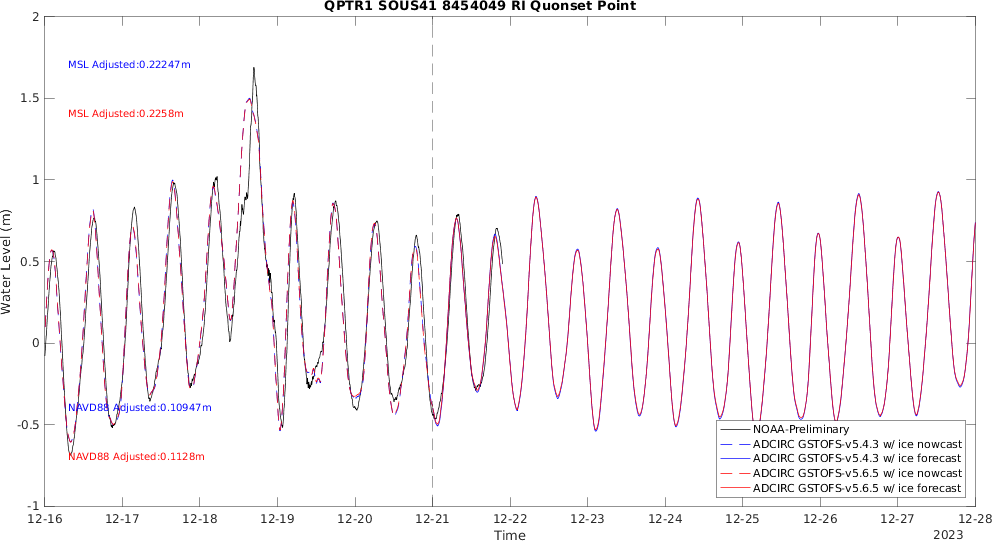 QPTR1 SOUS41 8454049 RI Quonset Point
2
1.5
1
0.5
0
-0.5
-1
Water Level (m)
MSL Adjusted:0.22247m
MSL Adjusted:0.2258m
NAVD88 Adjusted:0.10947m
NAVD88 Adjusted:0.1128m
NOAA-Preliminary
ADCIRC GSTOFS-v5.4.3 w/ ice nowcast
ADCIRC GSTOFS-v5.4.3 w/ ice forecast
ADCIRC GSTOFS-v5.6.5 w/ ice nowcast
ADCIRC GSTOFS-v5.6.5 w/ ice forecast
12-16 12-17 12-18 12-19 12-20 12-21 12-22 12-23 12-24 12-25 12-26 12-27 12-28
Time
2023